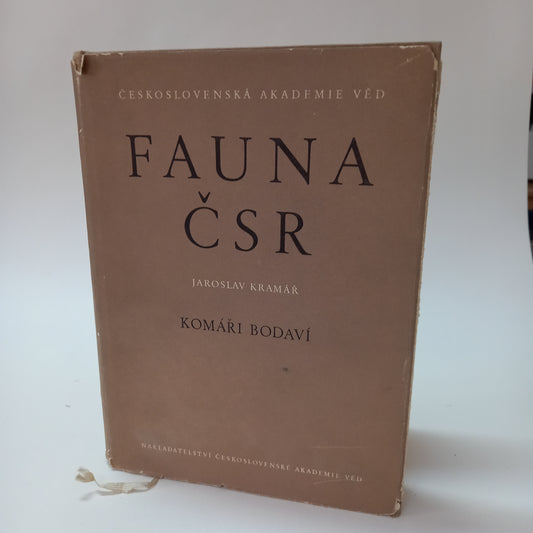 ČESKOSLOVENSKÁ AKADEMIE VĚD
FAUNA
ČSR
JAROSLAV KRAMÁŘ
KOMÁŘI BODAVÍ
NAKLADATELSTVÍ ČESKOSLOVENSKÉ AKADEMIE VĚD